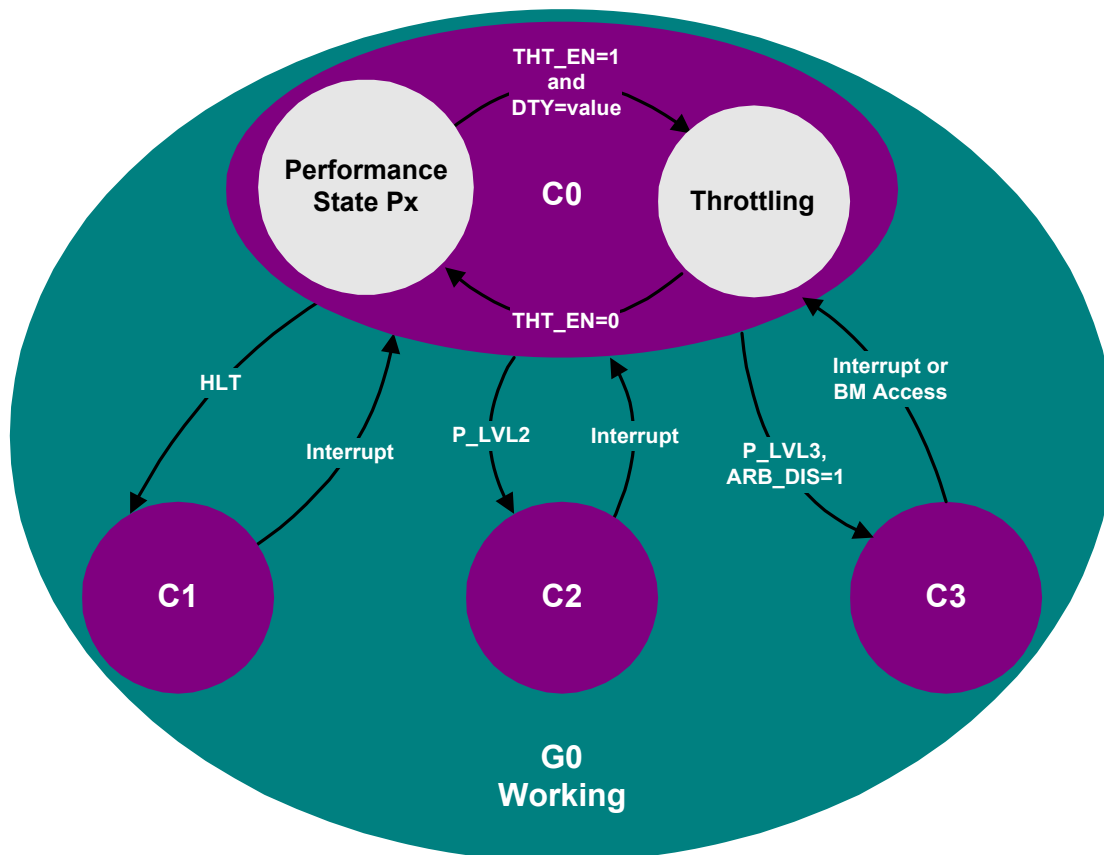 THT_EN=1
and
DTY=value
Performance
State Px
C0
Throttling
THT_EN=0
HLT
Interrupt
P_LVL2
Interrupt
Interrupt or
BM Access
P_LVL3,
ARB_DIS=1
C1
C2
C3
G0
Working